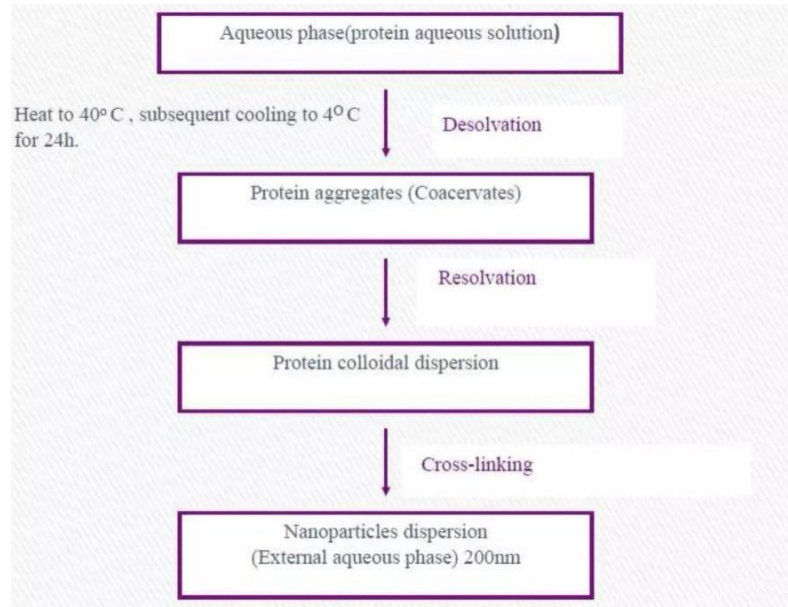 Aqueous phase(protein aqueous solution)
Heat to 40º C , subsequent cooling to 4⁰ C
for 24h.
Desolvation
Protein aggregates (Coacervates)
Resolvation
Protein colloidal dispersion
Cross-linking
Nanoparticles dispersion
(External aqueous phase) 200nm